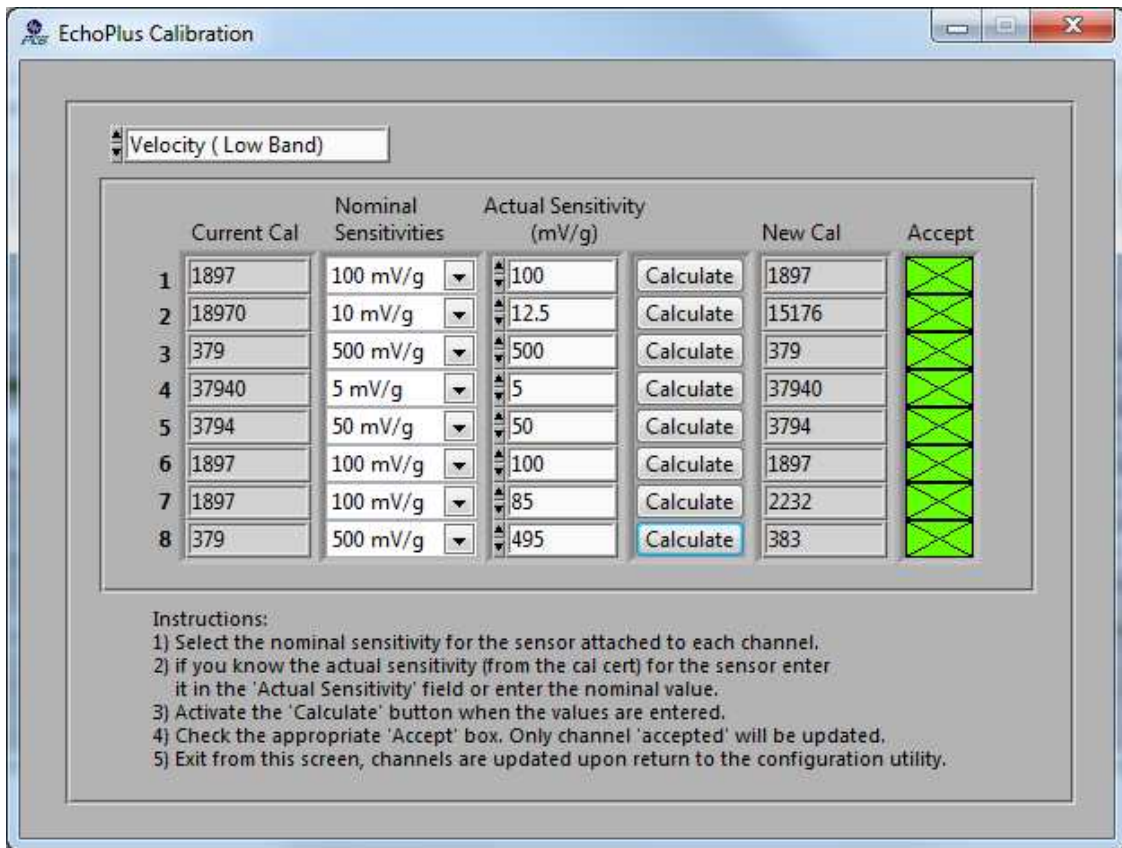 EchoPlus Calibration
Velocity ( Low Band)
Nominal Actual Sensitivity
Current Cal Sensitivities (mV/g) New Cal Accept
1 1897 100 mV/g 100 Calculate 1897
2 18970 10 mV/g 12.5 Calculate 15176
3 379 500 mV/g 500 Calculate 379
4 37940 5 mV/g 5 Calculate 37940
5 3794 50 mV/g 50 Calculate 3794
6 1897 100 mV/g 100 Calculate 1897
7 1897 100 mV/g 85 Calculate 2232
8 379 500 mV/g 495 Calculate 383
Instructions:
1) Select the nominal sensitivity for the sensor attached to each channel.
2) if you know the actual sensitivity (from the cal cert) for the sensor enter
it in the 'Actual Sensitivity' field or enter the nominal value.
3) Activate the 'Calculate' button when the values are entered.
4) Check the appropriate 'Accept' box. Only channel 'accepted' will be updated.
5) Exit from this screen, channels are updated upon return to the configuration utility.